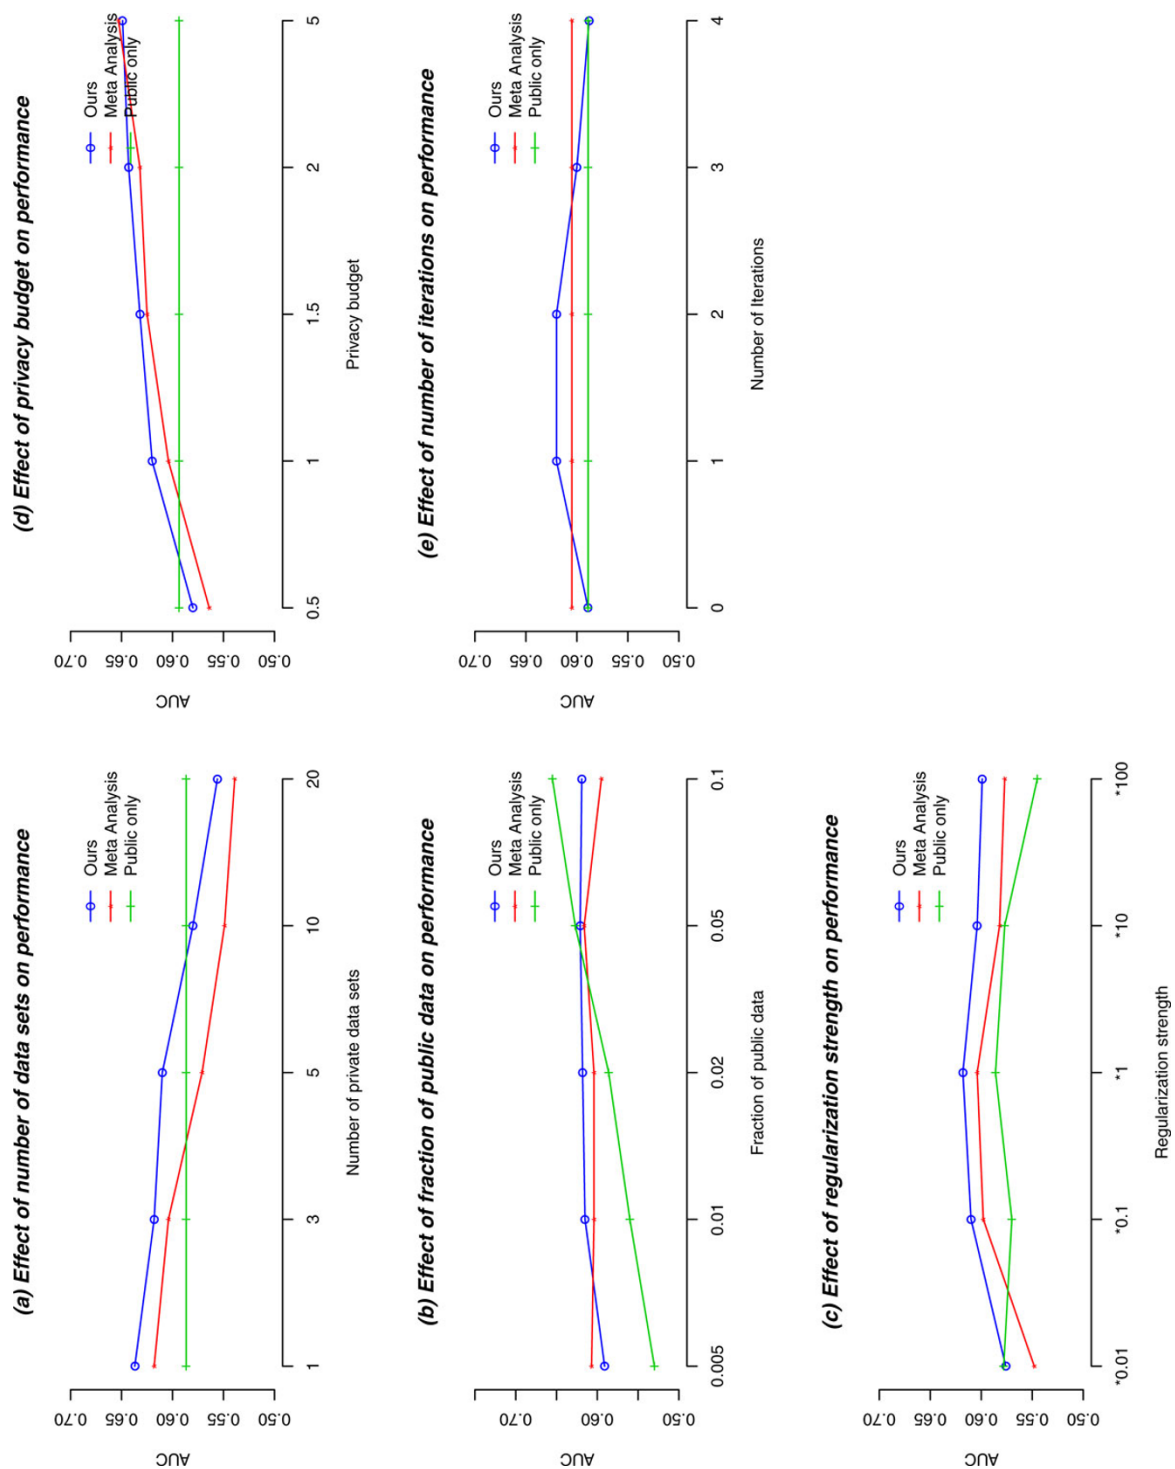 (a) Effect of number of data sets on performance
Ours
Meta Analysis
Public only
AUC
0.70
0.65
0.60
0.55
0.50
1
3
5
10
20
Number of private data sets
(b) Effect of fraction of public data on performance
Ours
Meta Analysis
Public only
AUC
0.70
0.60
0.50
0.005
0.01
0.02
0.05
0.1
Fraction of public data
(c) Effect of regularization strength on performance
Ours
Meta Analysis
Public only
AUC
0.70
0.65
0.60
0.55
0.50
*0.01
*0.1
*1
*10
*100
Regularization strength
(d) Effect of privacy budget on performance
Ours
Meta Analysis
Public only
AUC
0.70
0.65
0.60
0.55
0.50
0.5
1
1.5
2
5
Privacy budget
(e) Effect of number of iterations on performance
Ours
Meta Analysis
Public only
AUC
0.70
0.65
0.60
0.55
0.50
0
1
2
3
4
Number of Iterations